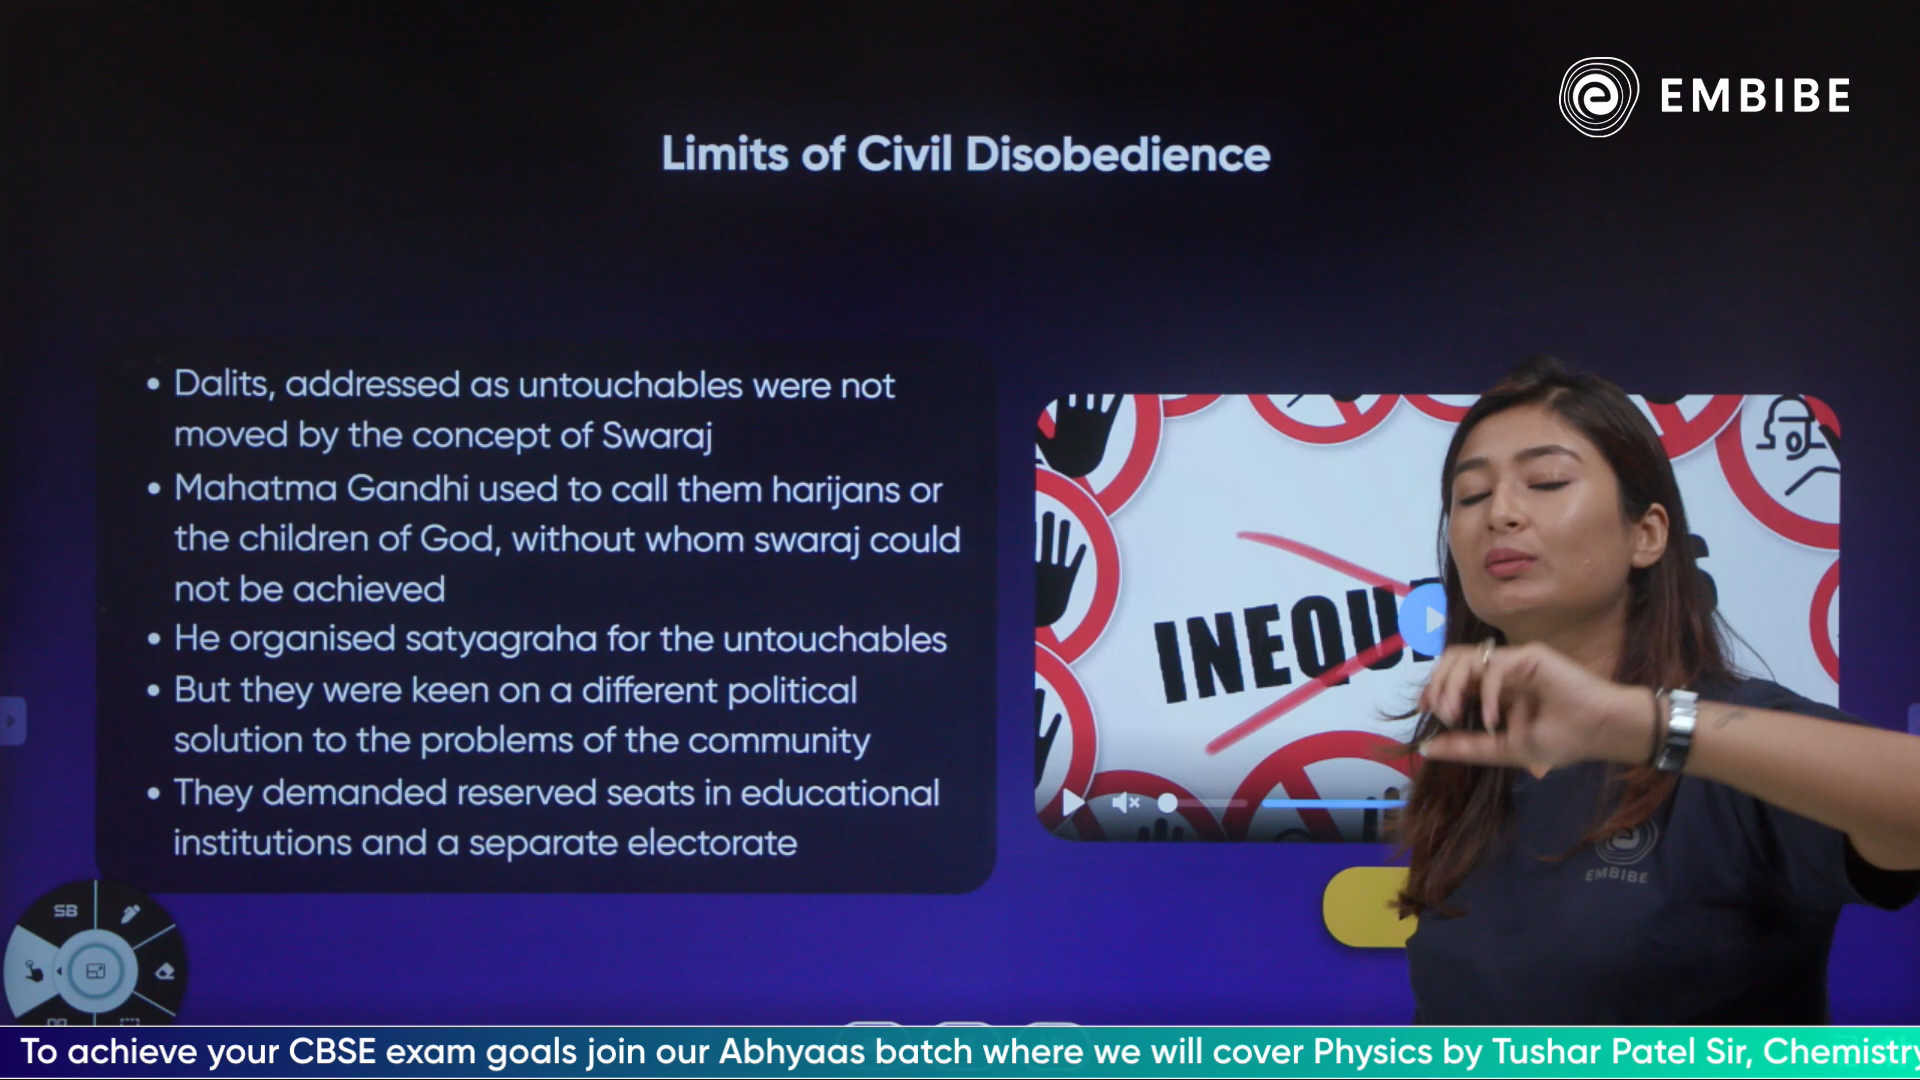 EMBIBE
Limits of Civil Disobedience
• Dalits, addressed as untouchables were not
moved by the concept of Swaraj
• Mahatma Gandhi used to call them harijans or
the children of God, without whom swaraj could
not be achieved
• He organised satyagraha for the untouchables
• But they were keen on a different political
solution to the problems of the community
• They demanded reserved seats in educational
institutions and a separate electorate
INEQU
EMBIBE
SB
To achieve your CBSE exam goals join our Abhyaas batch where we will cover Physics by Tushar Patel Sir, Chemistry